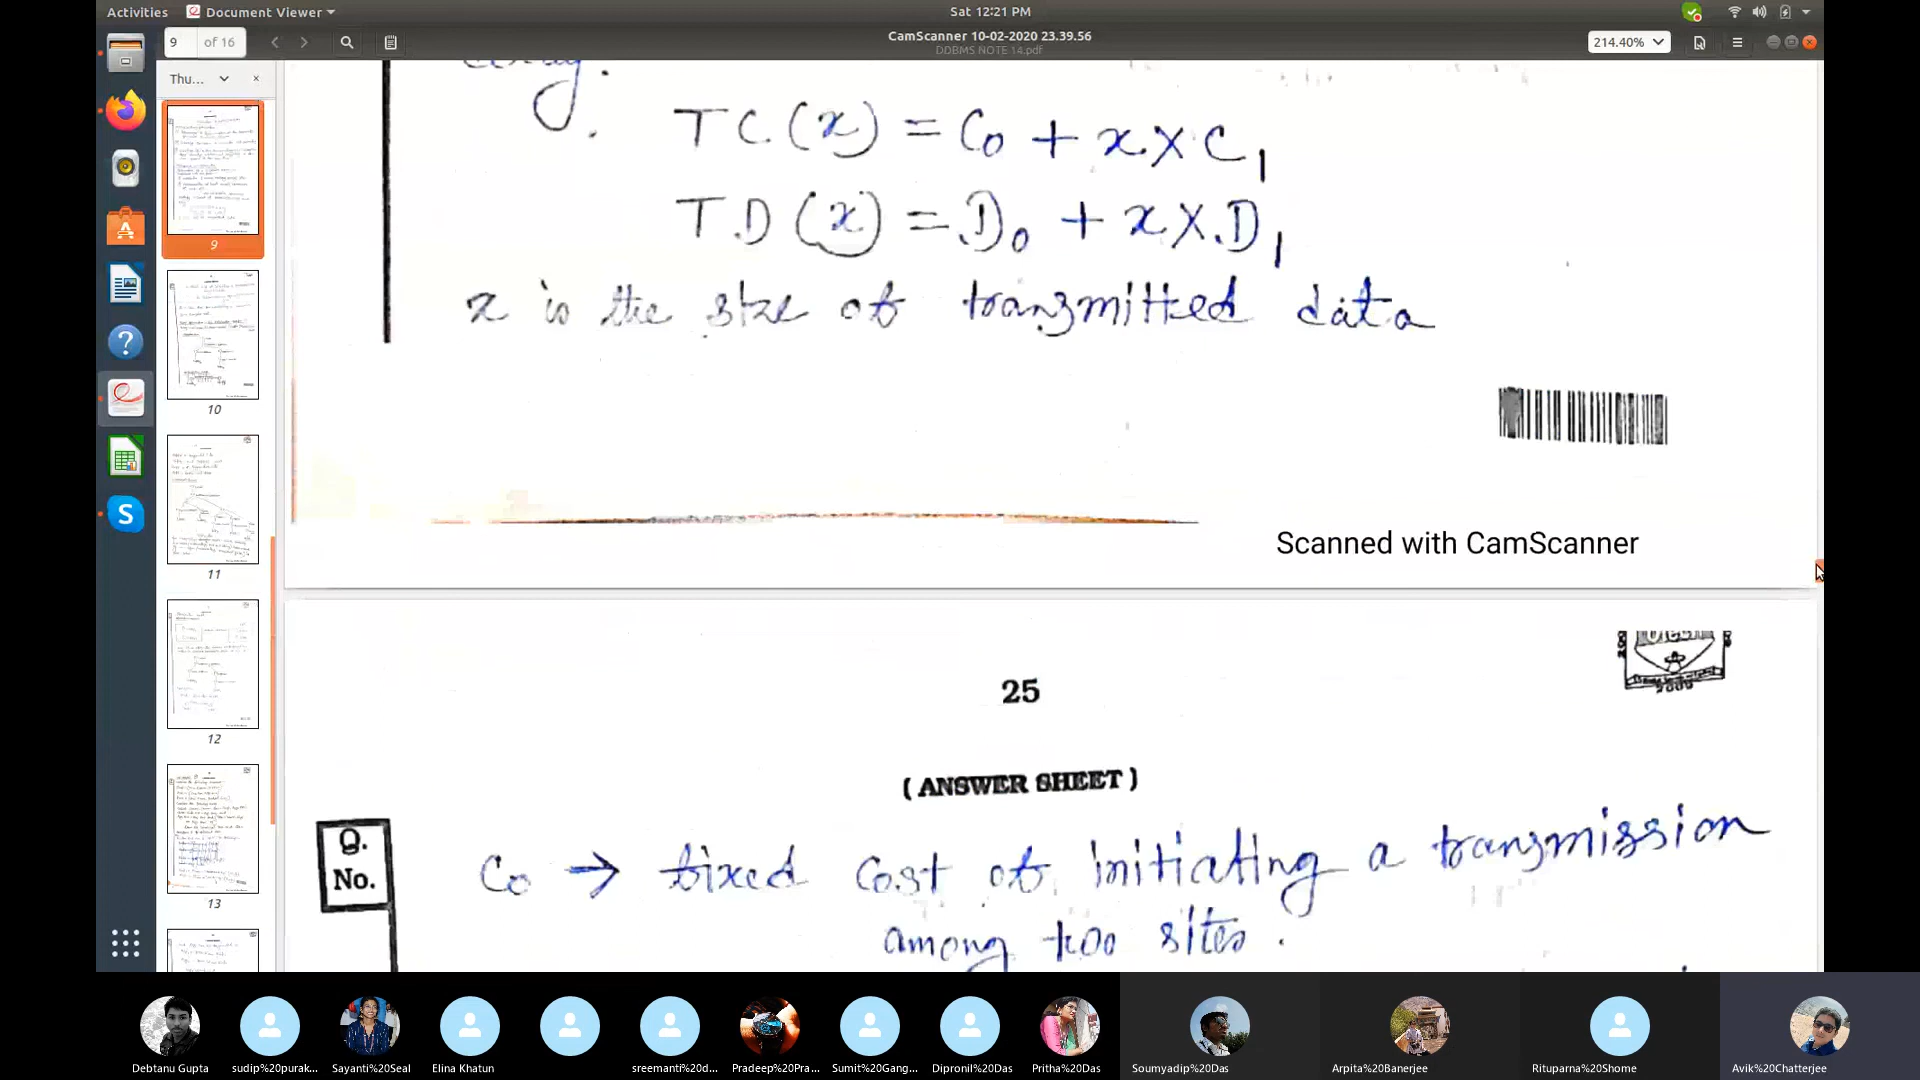 Activities
Document Viewer
Sat 12:21 PM
9 of 16
CamScanner 10-02-2020 23.39.56
DDBMS NOTE 14.pdf
214.40%
Thu...
9
10
11
12
13
TC(x) = C0 + x X C1
T.D(x) = D0 + x X D1
x is the size of transmitted data
Scanned with CamScanner
25
( ANSWER SHEET )
Q.
No.
C0 → fixed Cost of initiating a transmission
among two sites.
Debtanu Gupta
sudip%20purak...
Sayanti%20Seal
Elina Khatun
sreemanti%20d...
Pradeep%20Pra...
Sumit%20Gang...
Dipronil%20Das
Pritha%20Das
Soumyadip%20Das
Arpita%20Banerjee
Rituparna%20Shome
Avik%20Chatterjee